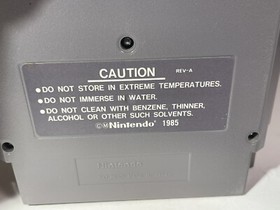 CAUTION
REV-A
•DO NOT STORE IN EXTREME TEMPERATURES.
•DO NOT IMMERSE IN WATER.
•DO NOT CLEAN WITH BENZENE, THINNER,
ALCOHOL OR OTHER SUCH SOLVENTS.
©M Nintendo 1985